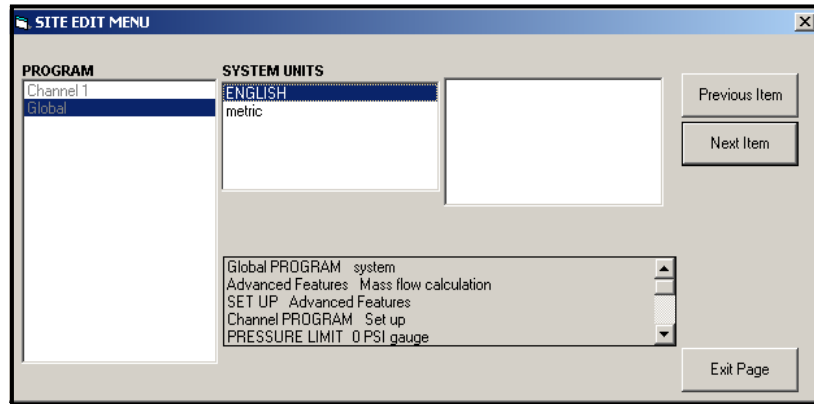 SITE EDIT MENU
PROGRAM
Channel 1
Global
SYSTEM UNITS
ENGLISH
metric
Previous Item
Next Item
Global PROGRAM system
Advanced Features Mass flow calculation
SET UP Advanced Features
Channel PROGRAM Set up
PRESSURE LIMIT 0 PSI gauge
Exit Page